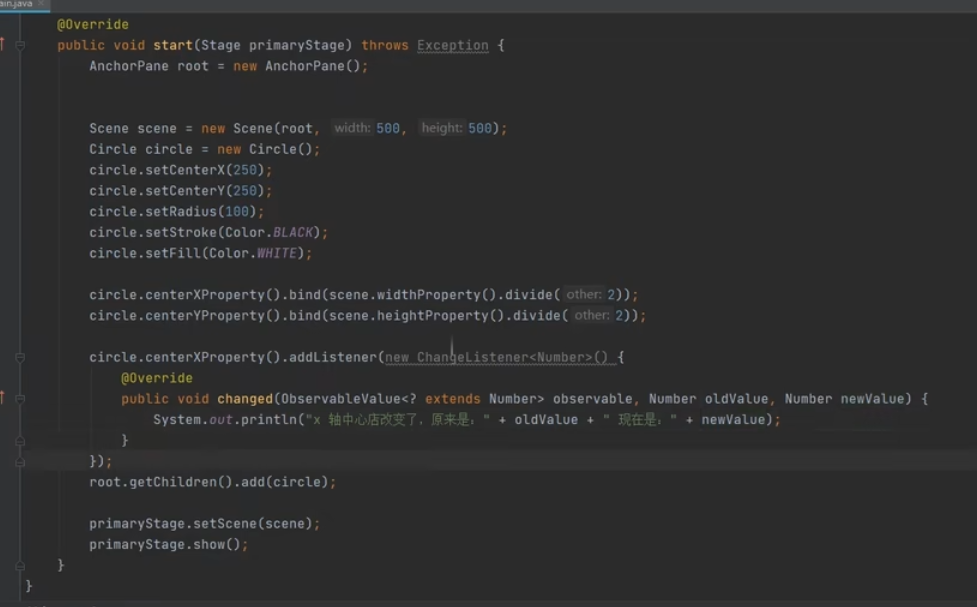 ain.java
@Override
public void start(Stage primaryStage) throws Exception {
AnchorPane root = new AnchorPane();
Scene scene = new Scene(root, width: 500, height: 500);
Circle circle = new Circle();
circle.setCenterX(250);
circle.setCenterY(250);
circle.setRadius(100);
circle.setStroke(Color.BLACK);
circle.setFill(Color.WHITE);
circle.centerXProperty().bind(scene.widthProperty().divide( other: 2));
circle.centerYProperty().bind(scene.heightProperty().divide( other: 2));
circle.centerXProperty().addListener(new ChangeListener<Number>() {
@Override
public void changed(ObservableValue<? extends Number> observable, Number oldValue, Number newValue) {
System.out.println("x 轴中心店改变了，原来是：" + oldValue + " 现在是：" + newValue);
}
});
root.getChildren().add(circle);
primaryStage.setScene(scene);
primaryStage.show();
}
}